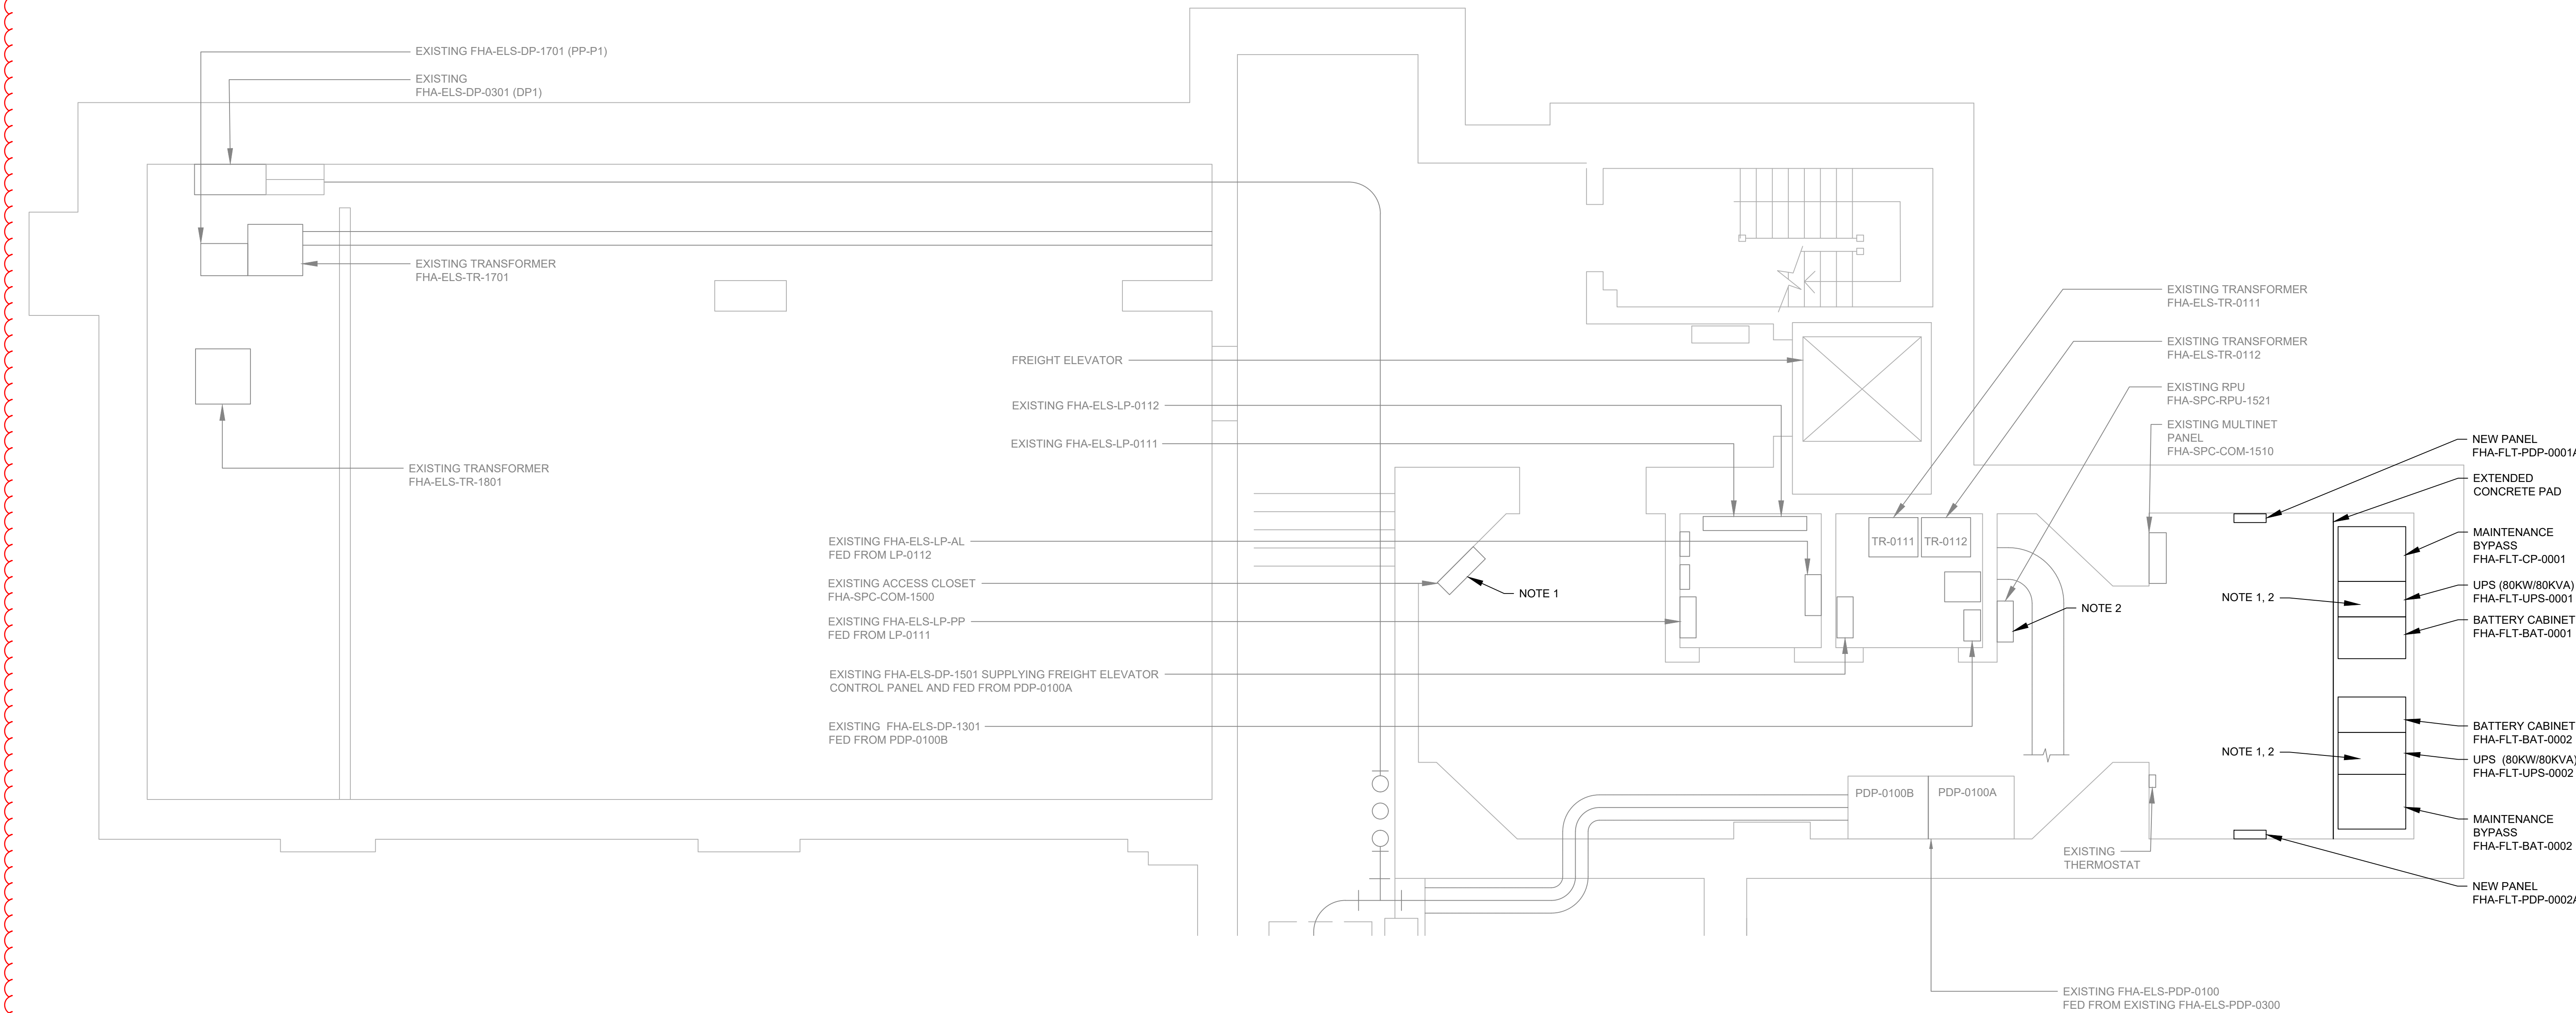 EXISTING FHA-ELS-DP-1701 (PP-P1)
EXISTING
FHA-ELS-DP-0301 (DP1)
EXISTING TRANSFORMER
FHA-ELS-TR-1701
EXISTING TRANSFORMER
FHA-ELS-TR-1801
FREIGHT ELEVATOR
EXISTING FHA-ELS-LP-0112
EXISTING FHA-ELS-LP-0111
EXISTING FHA-ELS-LP-AL
FED FROM LP-0112
EXISTING ACCESS CLOSET
FHA-SPC-COM-1500
EXISTING FHA-ELS-LP-PP
FED FROM LP-0111
EXISTING FHA-ELS-DP-1501 SUPPLYING FREIGHT ELEVATOR
CONTROL PANEL AND FED FROM PDP-0100A
EXISTING FHA-ELS-DP-1301
FED FROM PDP-0100B
NOTE 1
TR-0111
TR-0112
PDP-0100B
PDP-0100A
NOTE 2
EXISTING TRANSFORMER
FHA-ELS-TR-0111
EXISTING TRANSFORMER
FHA-ELS-TR-0112
EXISTING RPU
FHA-SPC-RPU-1521
EXISTING MULTINET
PANEL
FHA-SPC-COM-1510
NOTE 1, 2
NOTE 1, 2
EXISTING
THERMOSTAT
EXISTING FHA-ELS-PDP-0100
FED FROM EXISTING FHA-ELS-PDP-0300
NEW PANEL
FHA-FLT-PDP-0001A
EXTENDED
CONCRETE PAD
MAINTENANCE
BYPASS
FHA-FLT-CP-0001
UPS (80KW/80KVA)
FHA-FLT-UPS-0001
BATTERY CABINET
FHA-FLT-BAT-0001
BATTERY CABINET
FHA-FLT-BAT-0002
UPS (80KW/80KVA)
FHA-FLT-UPS-0002
MAINTENANCE
BYPASS
FHA-FLT-BAT-0002
NEW PANEL
FHA-FLT-PDP-0002A